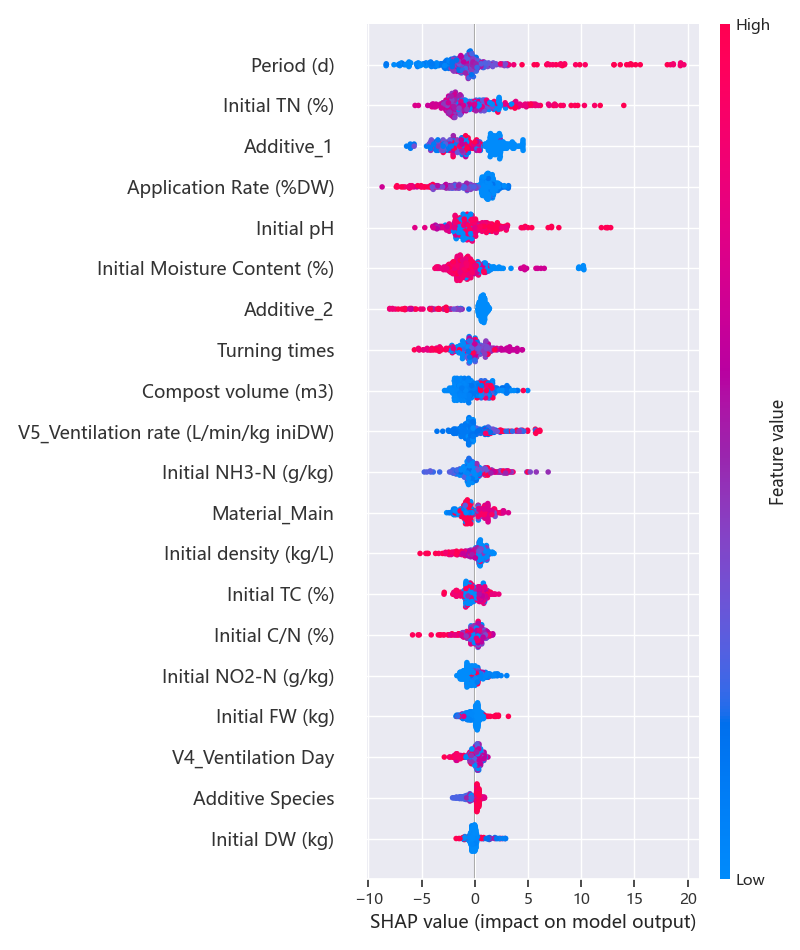 High
Period (d)
Initial TN (%)
Additive_1
Application Rate (%DW)
Initial pH
Initial Moisture Content (%)
Additive_2
Turning times
Compost volume (m3)
V5_Ventilation rate (L/min/kg iniDW)
Initial NH3-N (g/kg)
Material_Main
Initial density (kg/L)
Initial TC (%)
Initial C/N (%)
Initial NO2-N (g/kg)
Initial FW (kg)
V4_Ventilation Day
Additive Species
Initial DW (kg)
Feature value
Low
−10 −5 0 5 10 15 20
SHAP value (impact on model output)